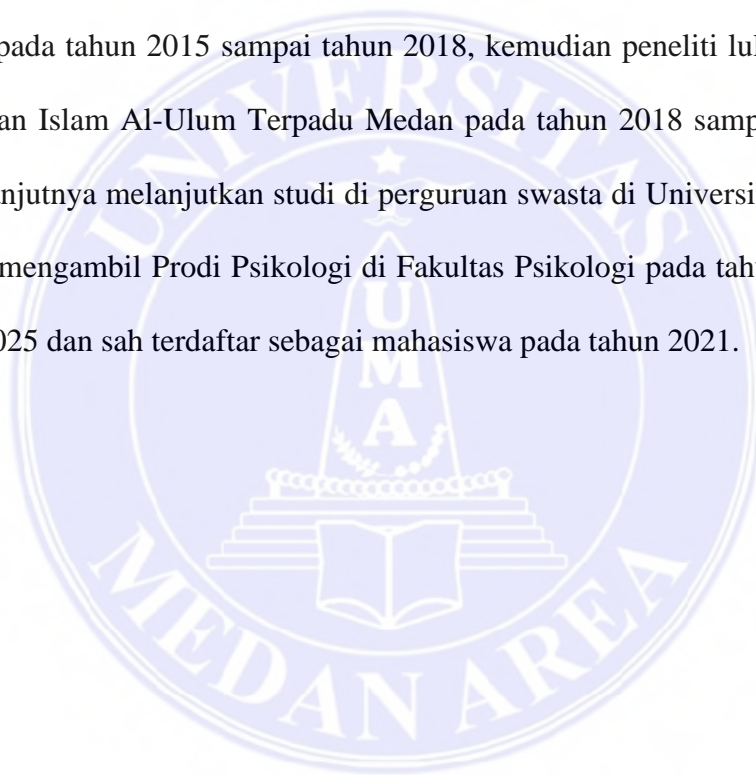 pada tahun 2015 sampai tahun 2018, kemudian peneliti
Islam Al-Ulum Terpadu Medan pada tahun 2018
melanjutkan studi di perguruan swasta di
mengambil Prodi Psikologi di Fakultas Psikologi pada
dan sah terdaftar sebagai mahasiswa pada tahun 2021.
UNIVERSITAS
UMA
MEDAN AREA